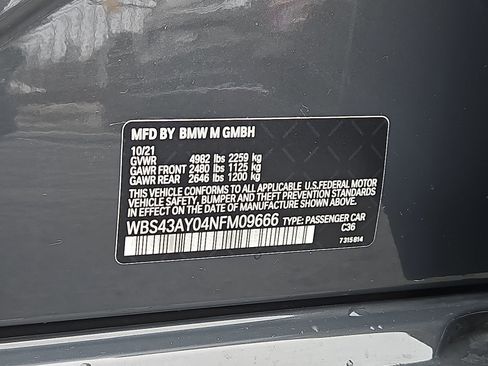 MFD BY BMW M GMBH
10/21
GVWR 4982 lbs 2259 kg
GAWR FRONT 2480 lbs 1125 kg
GAWR REAR 2646 lbs 1200 kg
THIS VEHICLE CONFORMS TO ALL APPLICABLE U.S. FEDERAL MOTOR
VEHICLE SAFETY, BUMPER AND THEFT PREVENTION STANDARDS
IN EFFECT ON THE DATE OF MANUFACTURE SHOWN ABOVE.
WBS43AY04NFM09666 TYPE: PASSENGER CAR
C36
7 315 814